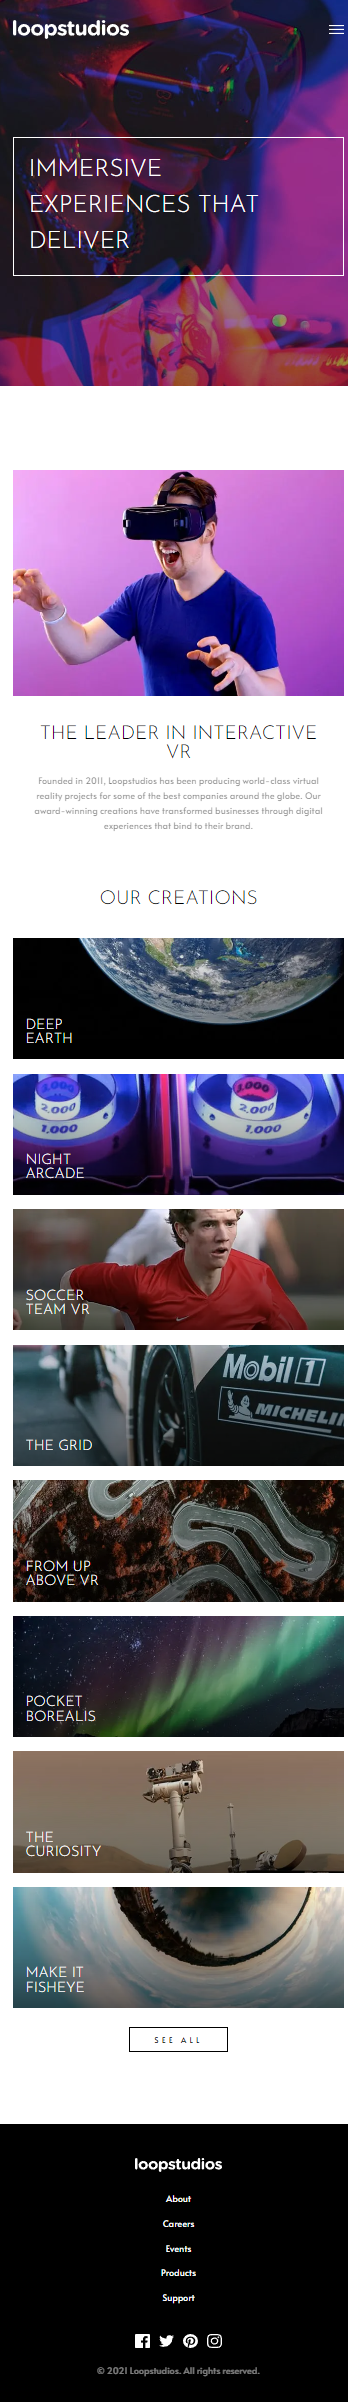 loopstudios
IMMERSIVE
EXPERIENCES THAT
DELIVER
THE LEADER IN INTERACTIVE
VR
Founded in 2011, Loopstudios has been producing world-class virtual
reality projects for some of the best companies around the globe. Our
award-winning creations have transformed businesses through digital
experiences that bind to their brand.
OUR CREATIONS
DEEP
EARTH
3,000
2,000
1,000
3,000
2,000
1,000
NIGHT
ARCADE
SOCCER
TEAM VR
Mobil 1
MICHELIN
THE GRID
FROM UP
ABOVE VR
POCKET
BOREALIS
THE
CURIOSITY
MAKE IT
FISHEYE
SEE ALL
loopstudios
About
Careers
Events
Products
Support
© 2021 Loopstudios. All rights reserved.